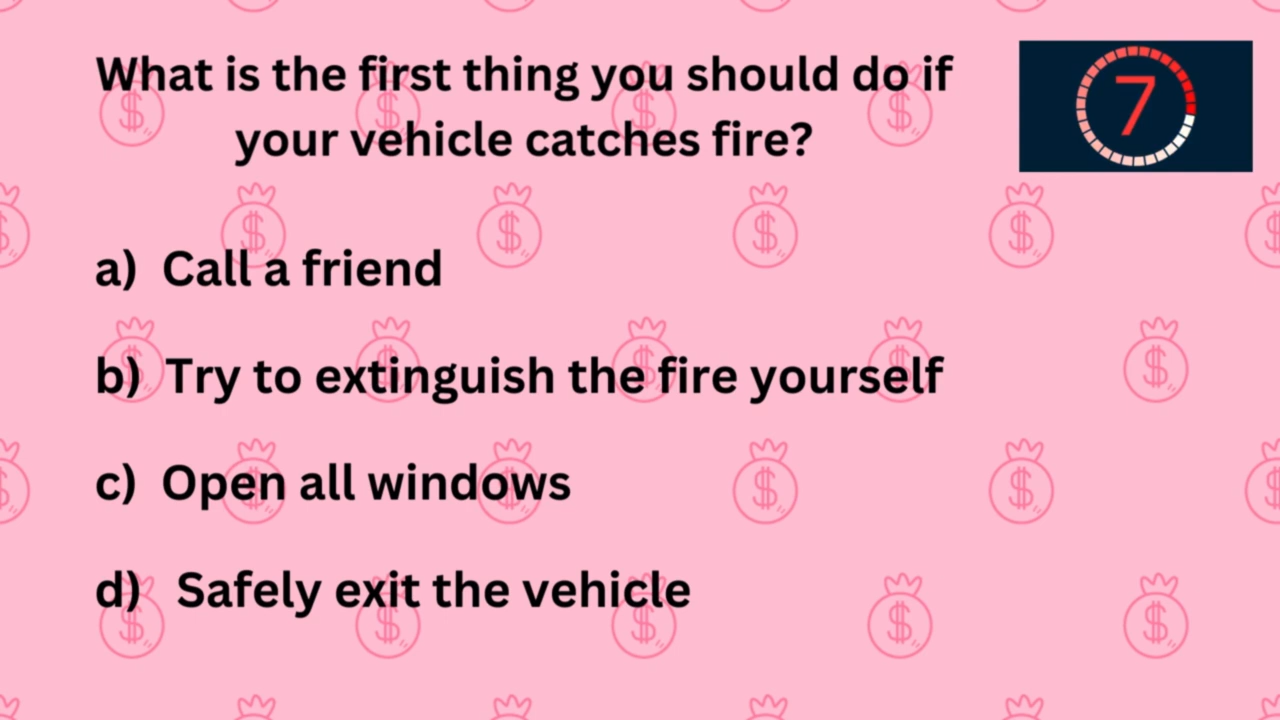 What is the first thing you should do if
your vehicle catches fire?
7
a) Call a friend
b) Try to extinguish the fire yourself
c) Open all windows
d) Safely exit the vehicle